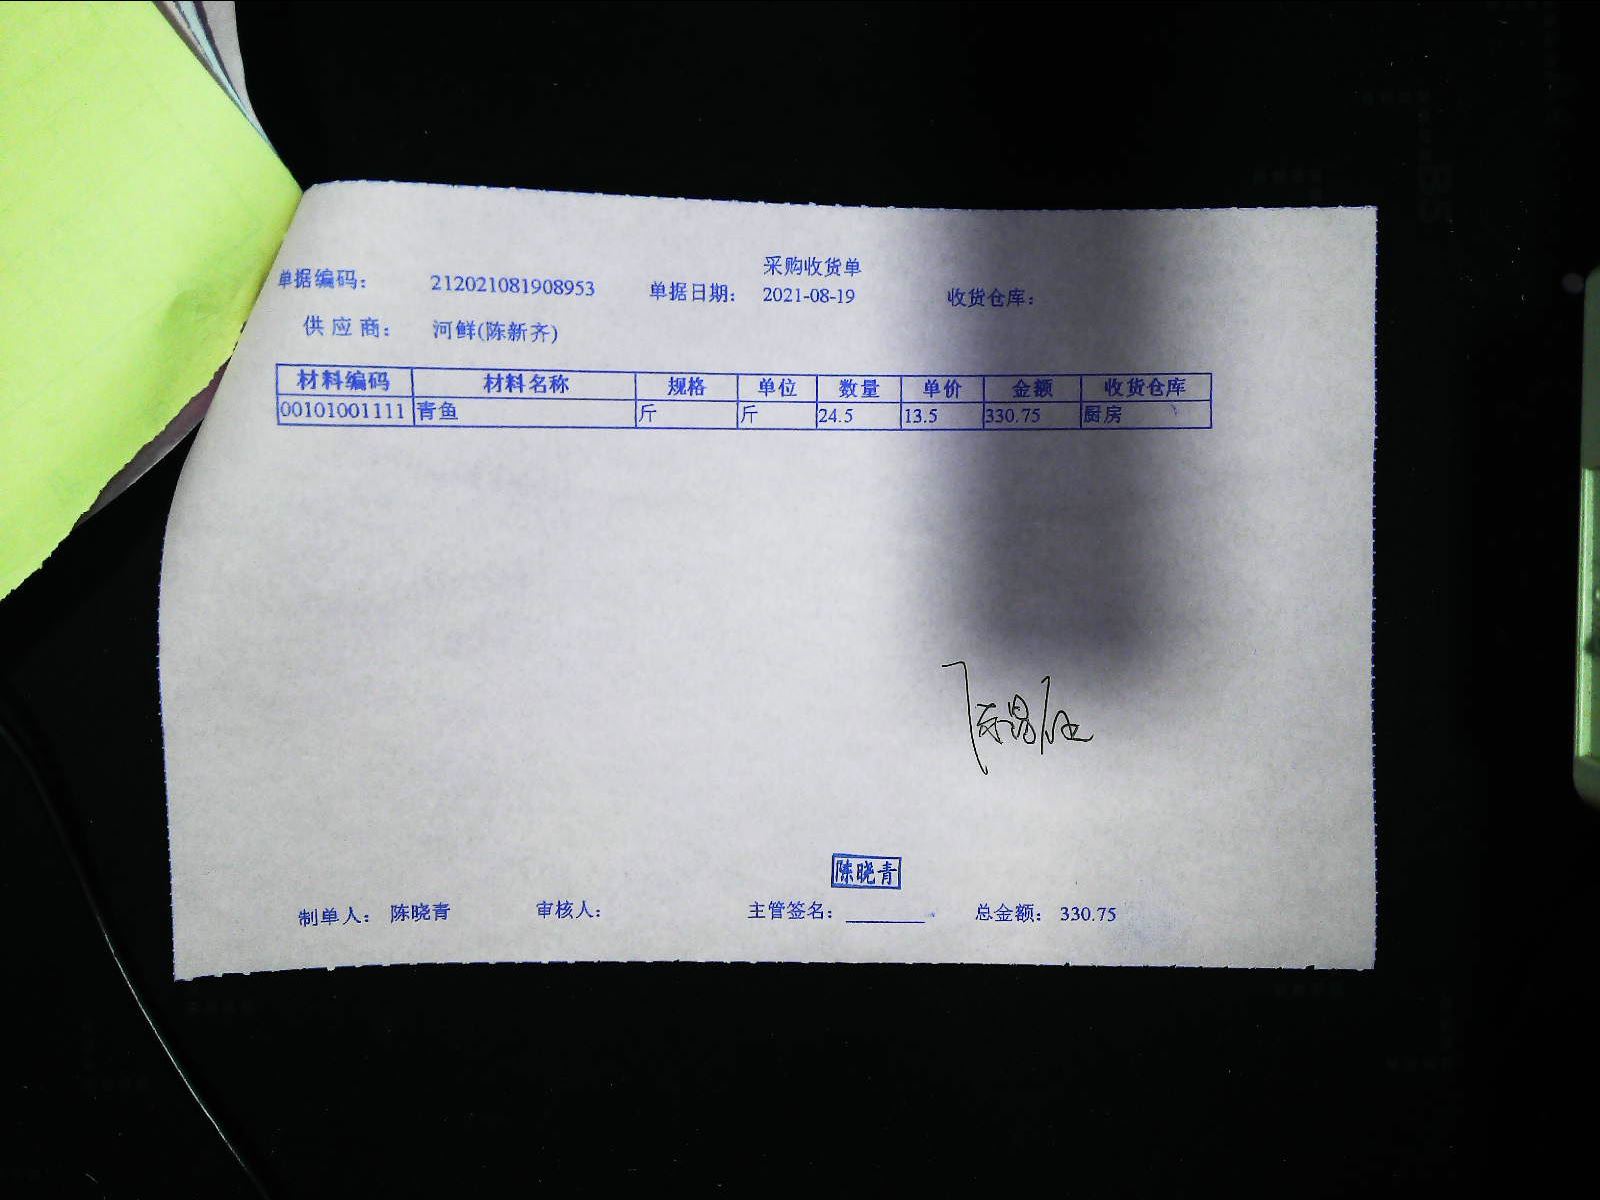 采购收货单
单据编码： 212021081908953 单据日期： 2021-08-19 收货仓库：
供应商： 河鲜(陈新齐)
材料编码 材料名称 规格 单位 数量 单价 金额 收货仓库
00101001111 青鱼 斤 斤 24.5 13.5 330.75 厨房
陈晓青
制单人： 陈晓青 审核人： 主管签名： 总金额： 330.75